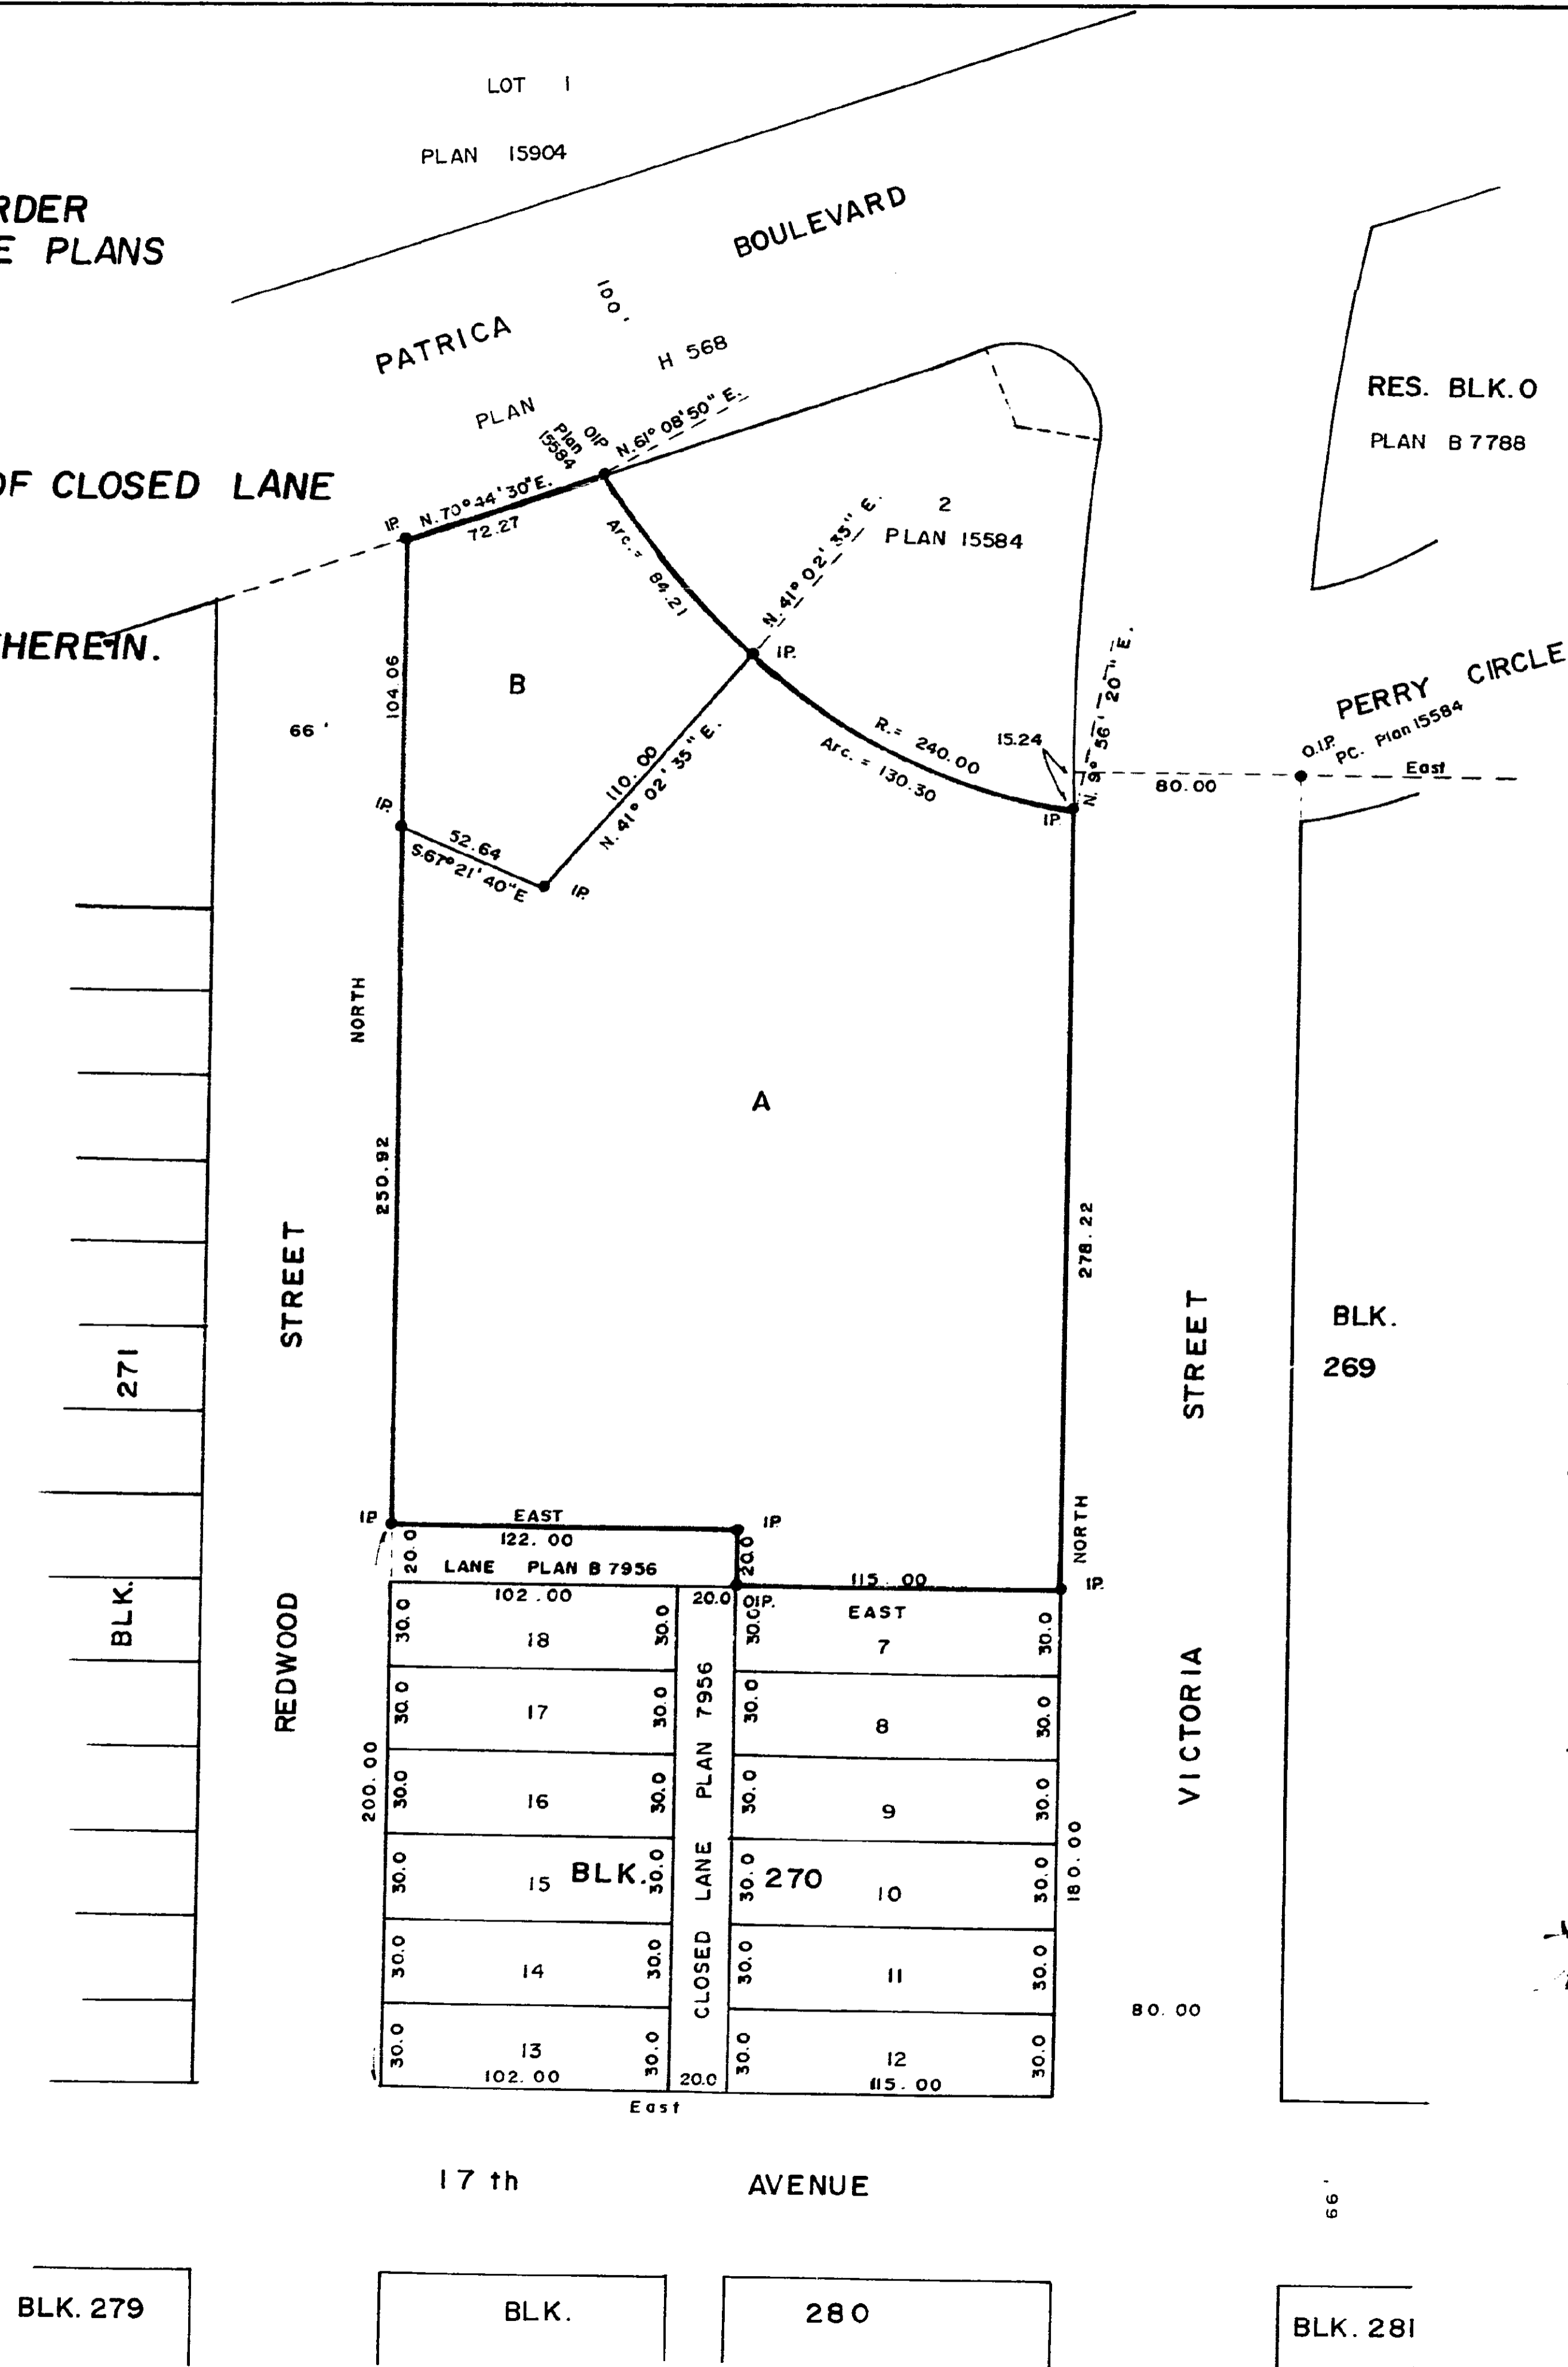 LOT 1
PLAN 15904
RDER
E PLANS
BOULEVARD
100'
PATRICA
H 568
PLAN
RES. BLK. O
PLAN B 7788
OIP
Plan
15584
N. 61° 08' 50" E.
OF CLOSED LANE
I.P. N. 70° 44' 30" E.
72.27
Arc. = 84.21
2
PLAN 15584
N. 41° 02' 35" E.
HEREIN.
I.P.
B
104.06
66'
N. 9° 56' 20" E.
PERRY CIRCLE
O.I.P.
PC. Plan 15584
East
80.00
15.24
R. = 240.00
Arc. = 130.30
I.P.
110.00
N. 41° 02' 35" E.
I.P.
52.64
S. 67° 21' 40" E
I.P.
NORTH
A
250.92
278.22
STREET
STREET
BLK.
269
271
I.P.
EAST
122.00
I.P.
20.0
20.0
LANE PLAN B 7956
NORTH
115.00
I.P.
102.00
20.0
OIP.
EAST
30.0
18
30.0
30.0
7
30.0
BLK.
REDWOOD
VICTORIA
30.0
17
30.0
30.0
8
30.0
200.00
30.0
16
30.0
30.0
9
30.0
CLOSED LANE PLAN 7956
30.0
15
BLK.
30.0
30.0
270
10
30.0
180.00
30.0
14
30.0
30.0
11
30.0
80.00
30.0
13
30.0
30.0
12
30.0
102.00
20.0
115.00
East
17 th AVENUE
66'
BLK. 279
BLK. 280
BLK. 281